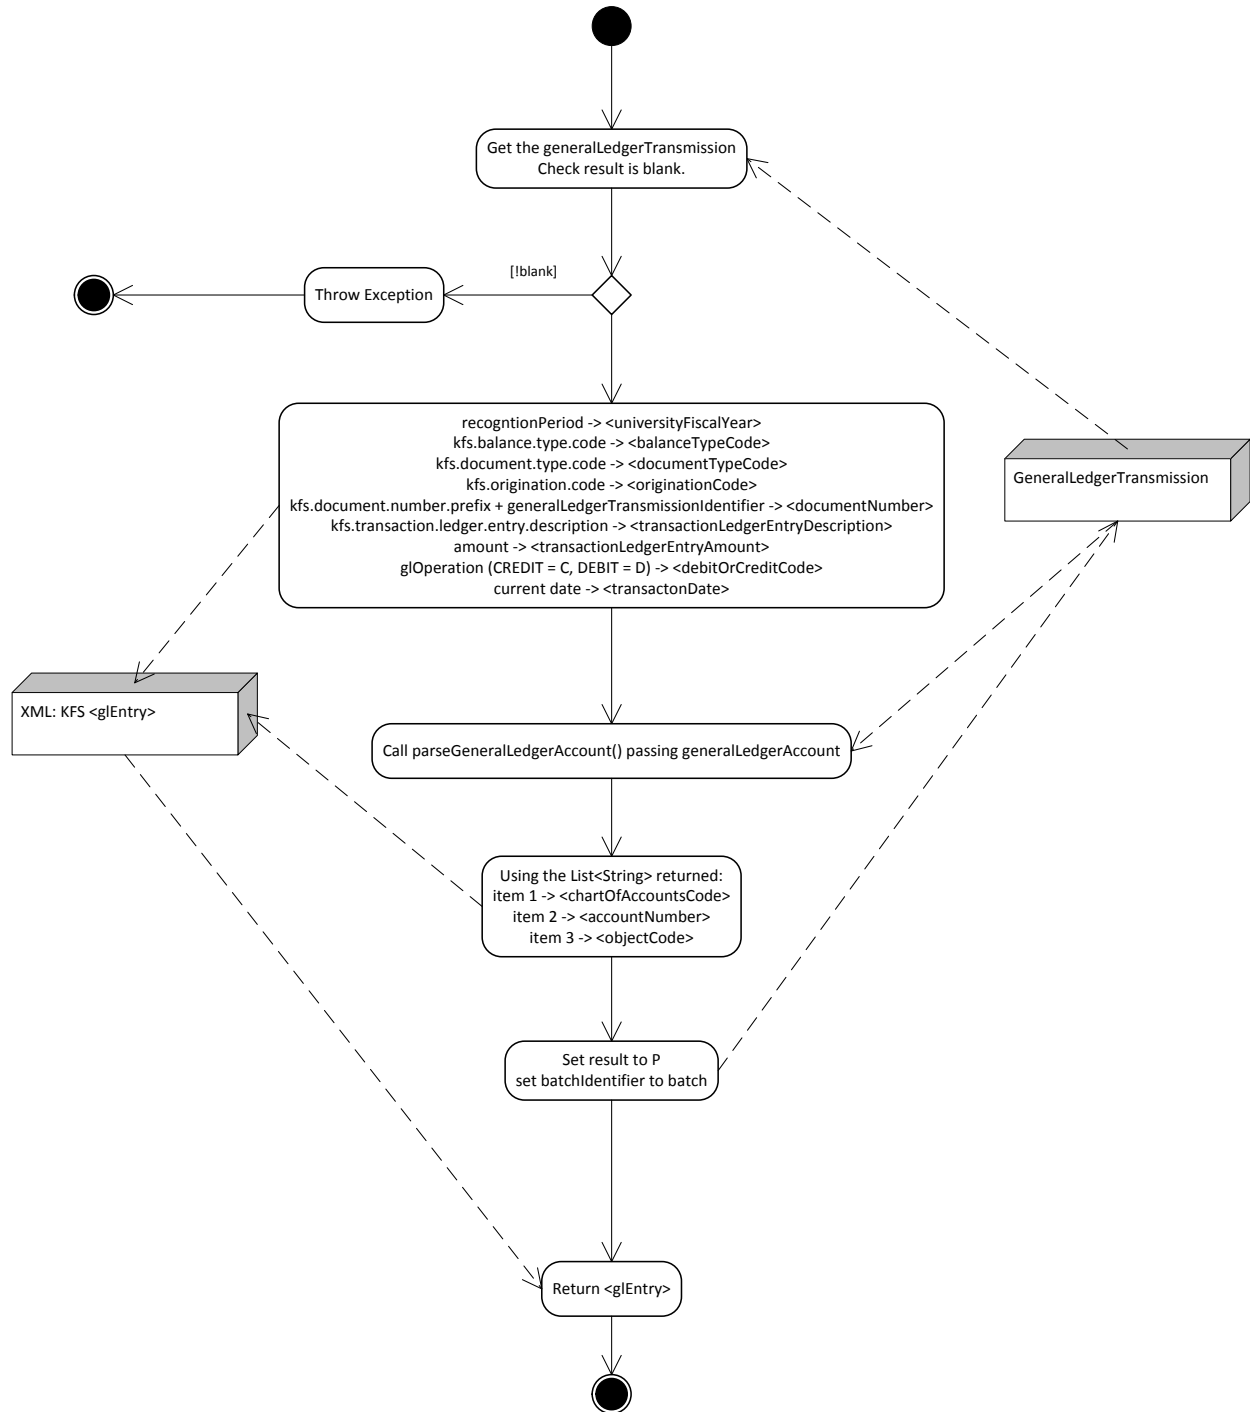 Get the generalLedgerTransmission
Check result is blank.
[!blank]
Throw Exception
recogntionPeriod -> <universityFiscalYear>
kfs.balance.type.code -> <balanceTypeCode>
kfs.document.type.code -> <documentTypeCode>
kfs.origination.code -> <originationCode>
kfs.document.number.prefix + generalLedgerTransmissionIdentifier -> <documentNumber>
kfs.transaction.ledger.entry.description -> <transactionLedgerEntryDescription>
amount -> <transactionLedgerEntryAmount>
glOperation (CREDIT = C, DEBIT = D) -> <debitOrCreditCode>
current date -> <transactonDate>
GeneralLedgerTransmission
XML: KFS <glEntry>
Call parseGeneralLedgerAccount() passing generalLedgerAccount
Using the List<String> returned:
item 1 -> <chartOfAccountsCode>
item 2 -> <accountNumber>
item 3 -> <objectCode>
Set result to P
set batchIdentifier to batch
Return <glEntry>